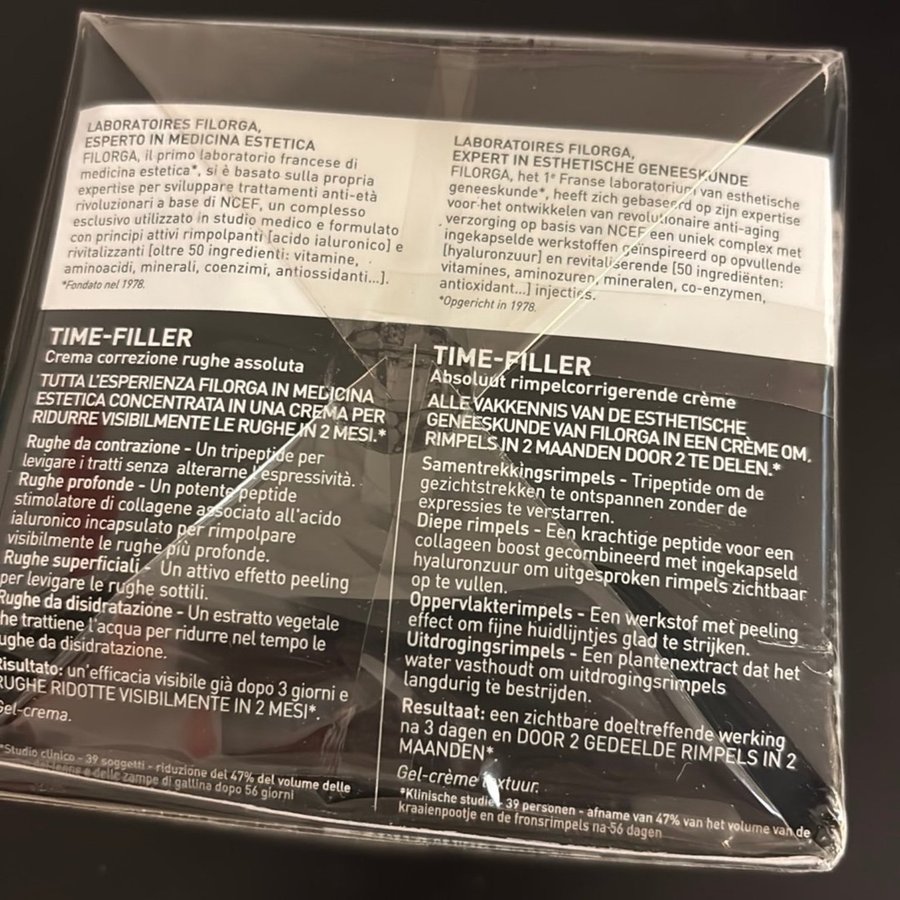 LABORATOIRES FILORGA,
ESPERTO IN MEDICINA ESTETICA
FILORGA, il primo laboratorio francese di
medicina estetica*, si è basato sulla propria
expertise per sviluppare trattamenti anti-età
rivoluzionari a base di NCEF, un complesso
esclusivo utilizzato in studio medico e formulato
con principi attivi rimpolpanti [acido ialuronico] e
rivitalizzanti [oltre 50 ingredienti: vitamine,
aminoacidi, minerali, coenzimi, antiossidanti...].
*Fondato nel 1978.
TIME-FILLER
Crema correzione rughe assoluta
TUTTA L'ESPERIENZA FILORGA IN MEDICINA
ESTETICA CONCENTRATA IN UNA CREMA PER
RIDURRE VISIBILMENTE LE RUGHE IN 2 MESI.*
Rughe da contrazione - Un tripeptide per
levigare i tratti senza alterarne l'espressività.
Rughe profonde - Un potente peptide
stimolatore di collagene associato all'acido
ialuronico incapsulato per rimpolpare
visibilmente le rughe più profonde.
Rughe superficiali - Un attivo effetto peeling
per levigare le rughe sottili.
Rughe da disidratazione - Un estratto vegetale
che trattiene l'acqua per ridurre nel tempo le
rughe da disidratazione.
Risultato: un'efficacia visibile già dopo 3 giorni e
RUGHE RIDOTTE VISIBILMENTE IN 2 MESI*.
Gel-crema.
*Studio clinico - 39 soggetti - riduzione del 47% del volume delle
e delle zampe di gallina dopo 56 giorni
LABORATOIRES FILORGA,
EXPERT IN ESTHETISCHE GENEESKUNDE
FILORGA, het 1e Franse laboratorium van esthetische
geneeskunde*, heeft zich gebaseerd op zijn expertise
voor het ontwikkelen van revolutionaire anti-aging
verzorging op basis van NCEF een uniek complex met
ingekapselde werkstoffen geïnspireerd op opvullende
[hyaluronzuur] en revitaliserende [50 ingrediënten:
vitamines, aminozuren, mineralen, co-enzymen,
antioxidant...] injecties.
*Opgericht in 1978.
TIME-FILLER
Absoluut rimpelcorrigerende crème
ALLE VAKKENNIS VAN DE ESTHETISCHE
GENEESKUNDE VAN FILORGA IN EEN CRÈME OM
RIMPELS IN 2 MAANDEN DOOR 2 TE DELEN.*
Samentrekkingsrimpels - Tripeptide om de
gezichtstrekken te ontspannen zonder de
expressies te verstarren.
Diepe rimpels - Een krachtige peptide voor een
collageen boost gecombineerd met ingekapseld
hyaluronzuur om uitgesproken rimpels zichtbaar
op te vullen.
Oppervlakterimpels - Een werkstof met peeling
effect om fijne huidlijntjes glad te strijken.
Uitdrogingsrimpels - Een plantenextract dat het
water vasthoudt om uitdrogingsrimpels
langdurig te bestrijden.
Resultaat: een zichtbare doeltreffende werking
na 3 dagen en DOOR 2 GEDEELDE RIMPELS IN 2
MAANDEN*
Gel-crème textuur.
*Klinische studie - 39 personen - afname van 47% van het volume van de
kraaienpootje en de fronsrimpels na 56 dagen